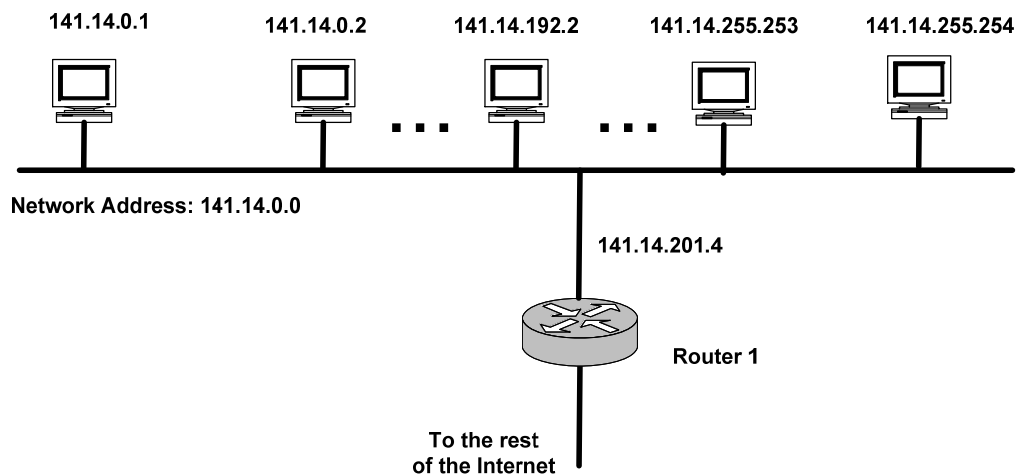 141.14.0.1
141.14.0.2
141.14.192.2
141.14.255.253
141.14.255.254
Network Address: 141.14.0.0
141.14.201.4
Router 1
To the rest
of the Internet